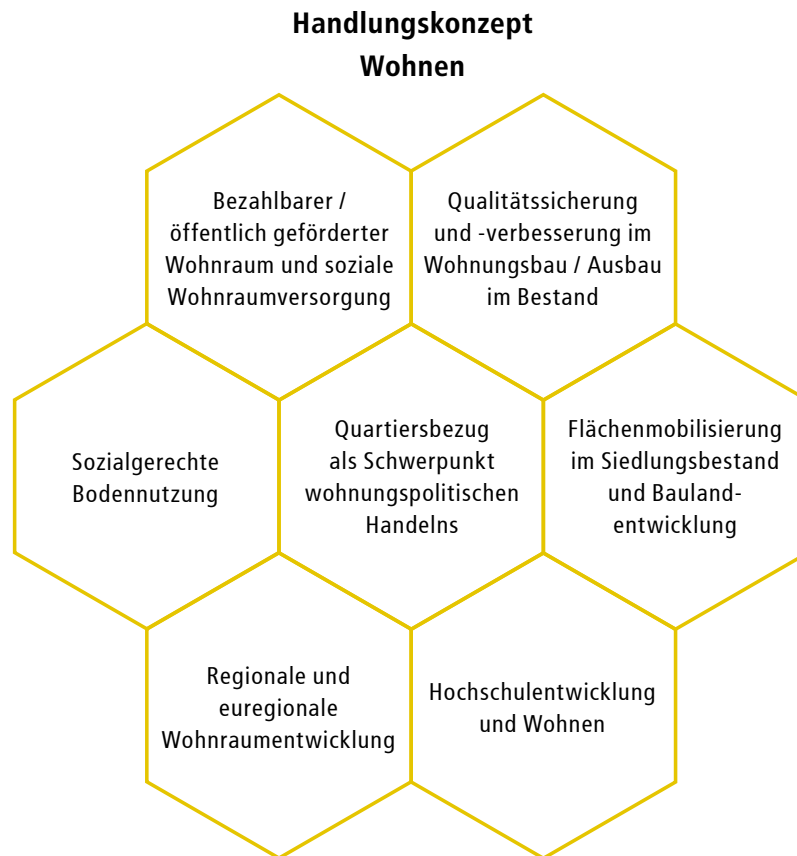 Handlungskonzept
Wohnen
Bezahlbarer /
öffentlich geförderter
Wohnraum und soziale
Wohnraumversorgung
Qualitätssicherung
und -verbesserung im
Wohnungsbau / Ausbau
im Bestand
Sozialgerechte
Bodennutzung
Quartiersbezug
als Schwerpunkt
wohnungspolitischen
Handelns
Flächenmobilisierung
im Siedlungsbestand
und Bauland-
entwicklung
Regionale und
euregionale
Wohnraumentwicklung
Hochschulentwicklung
und Wohnen